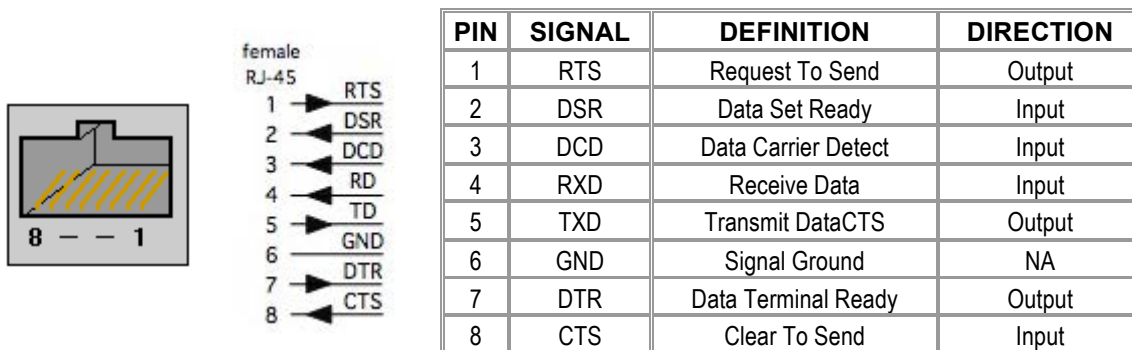 8 – – 1
female
RJ-45
1 RTS
2 DSR
3 DCD
4 RD
5 TD
6 GND
7 DTR
8 CTS
PIN SIGNAL DEFINITION DIRECTION
1 RTS Request To Send Output
2 DSR Data Set Ready Input
3 DCD Data Carrier Detect Input
4 RXD Receive Data Input
5 TXD Transmit DataCTS Output
6 GND Signal Ground NA
7 DTR Data Terminal Ready Output
8 CTS Clear To Send Input